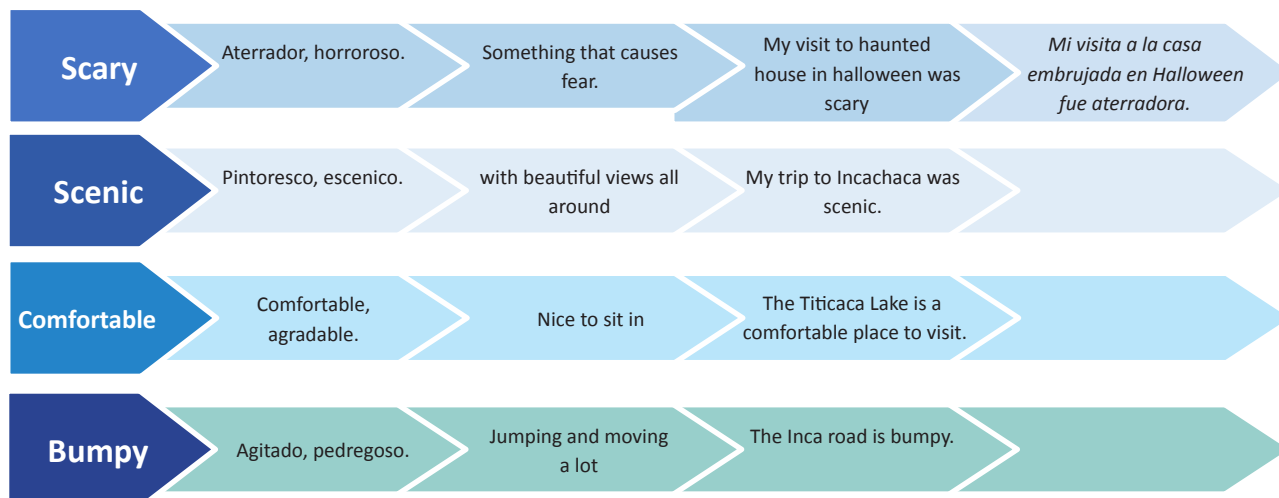 Scary
Aterrador, horroroso.
Something that causes
fear.
My visit to haunted
house in halloween was
scary
Mi visita a la casa
embrujada en Halloween
fue aterradora.
Scenic
Pintoresco, escenico.
with beautiful views all
around
My trip to Incachaca was
scenic.
Comfortable
Comfortable,
agradable.
Nice to sit in
The Titicaca Lake is a
comfortable place to visit.
Bumpy
Agitado, pedregoso.
Jumping and moving
a lot
The Inca road is bumpy.